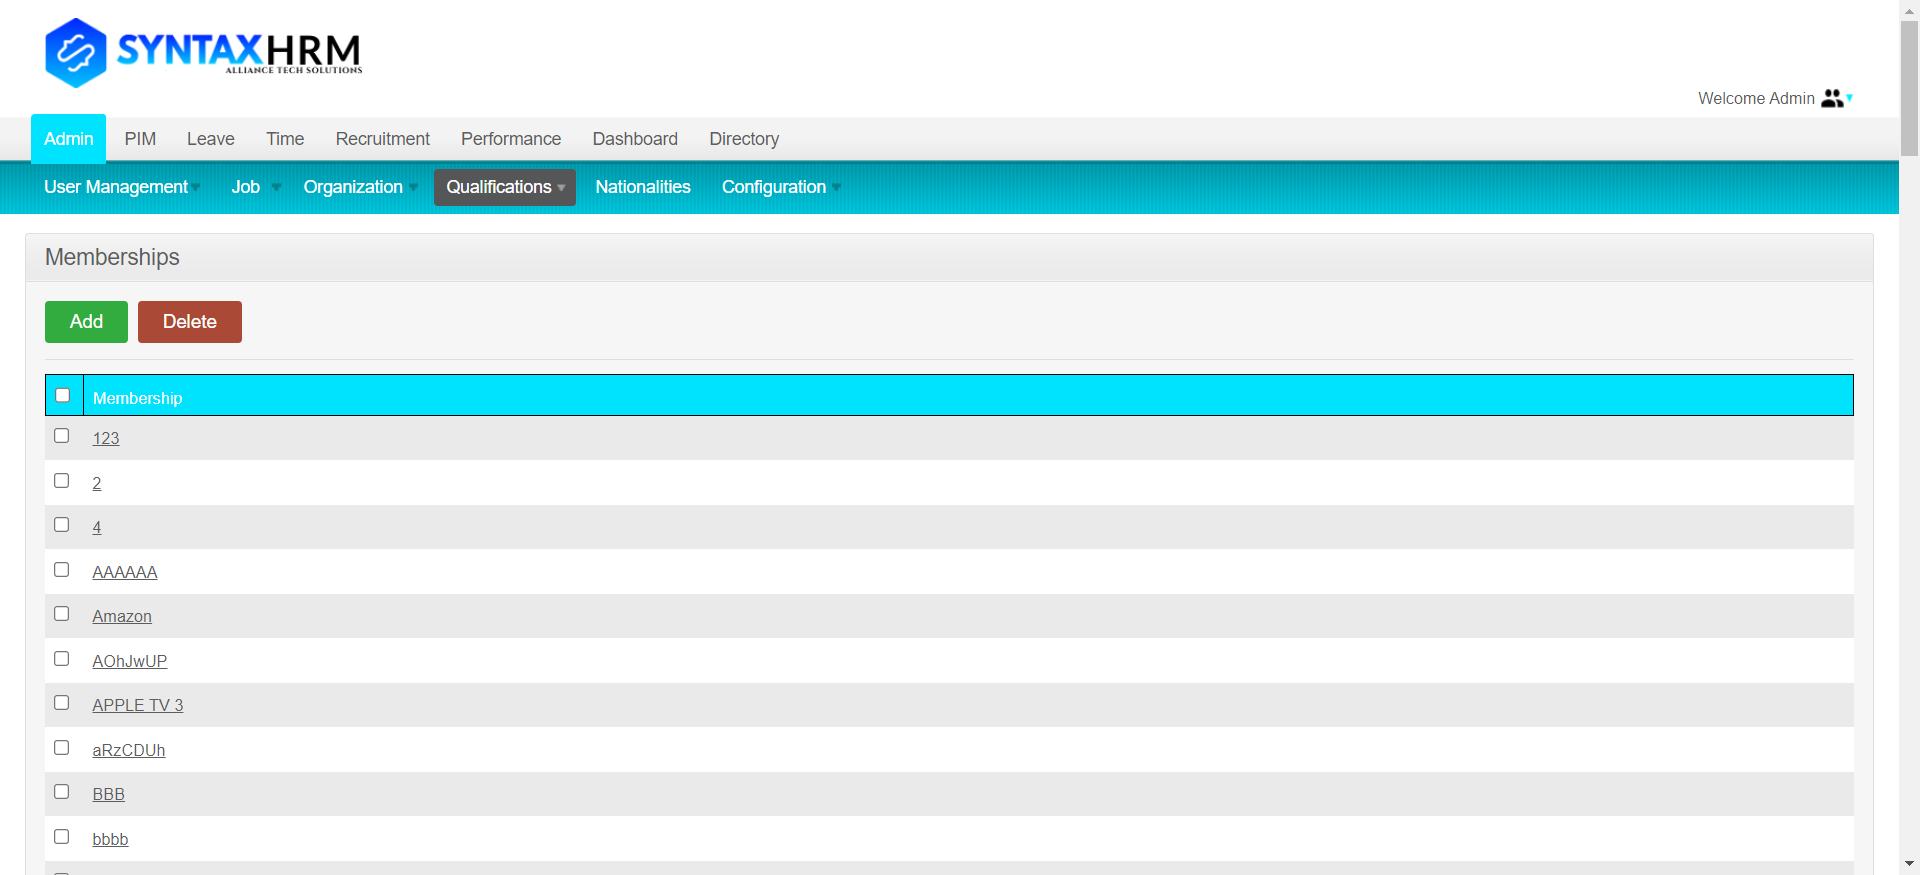 SYNTAXHRM
ALLIANCE TECH SOLUTIONS
Welcome Admin
Admin PIM Leave Time Recruitment Performance Dashboard Directory
User Management Job Organization Qualifications Nationalities Configuration
Memberships
Add Delete
Membership
123
2
4
AAAAAA
Amazon
AOhJwUP
APPLE TV 3
aRzCDUh
BBB
bbbb